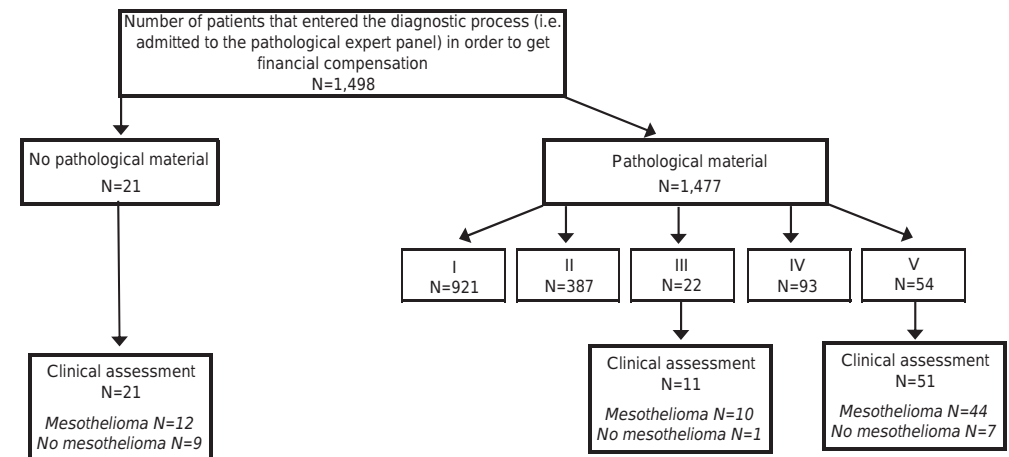 Number of patients that entered the diagnostic process (i.e.
admitted to the pathological expert panel) in order to get
financial compensation
N=1,498
No pathological material
N=21
Pathological material
N=1,477
I
N=921
II
N=387
III
N=22
IV
N=93
V
N=54
Clinical assessment
N=21
Mesothelioma N=12
No mesothelioma N=9
Clinical assessment
N=11
Mesothelioma N=10
No mesothelioma N=1
Clinical assessment
N=51
Mesothelioma N=44
No mesothelioma N=7